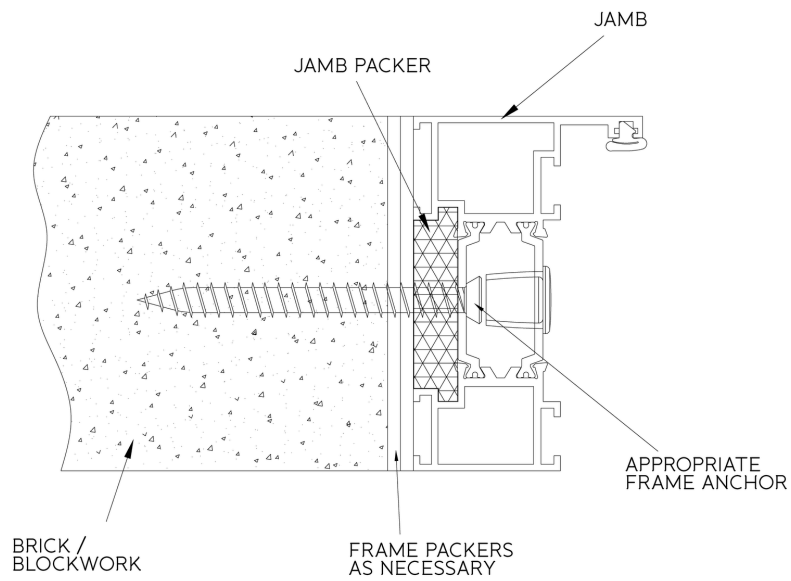 JAMB
JAMB PACKER
APPROPRIATE
FRAME ANCHOR
BRICK /
BLOCKWORK
FRAME PACKERS
AS NECESSARY